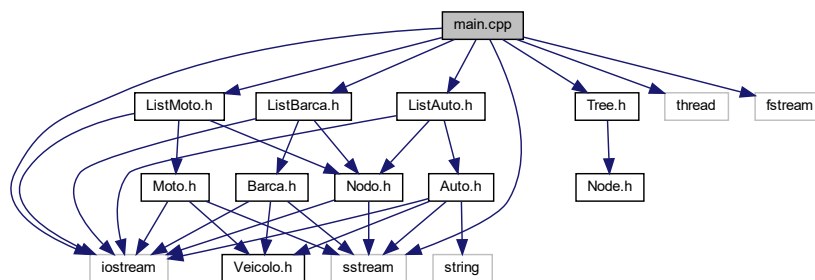 main.cpp
ListMoto.h
ListBarca.h
ListAuto.h
Tree.h
thread
fstream
Moto.h
Barca.h
Nodo.h
Auto.h
Node.h
iostream
Veicolo.h
sstream
string